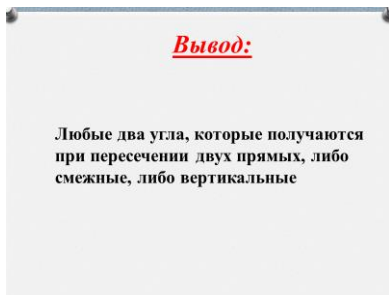 Вывод:
Любые два угла, которые получаются
при пересечении двух прямых, либо
смежные, либо вертикальные